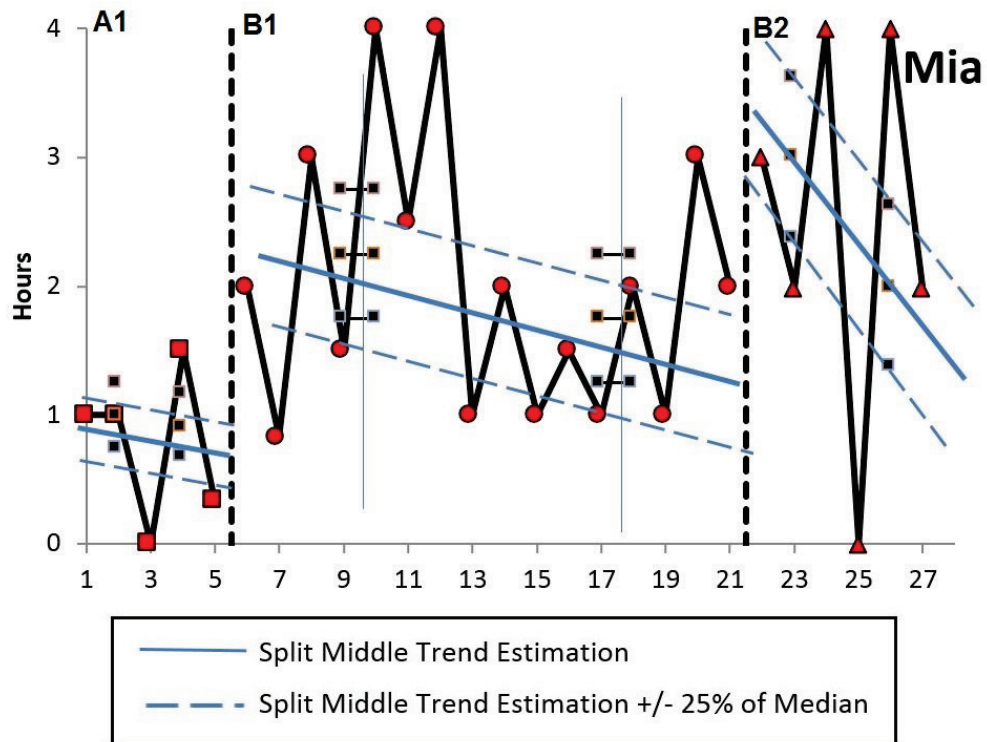 A1 B1 B2
Mia
4
3
2
1
0
Hours
1 3 5 7 9 11 13 15 17 19 21 23 25 27
Split Middle Trend Estimation
Split Middle Trend Estimation +/- 25% of Median